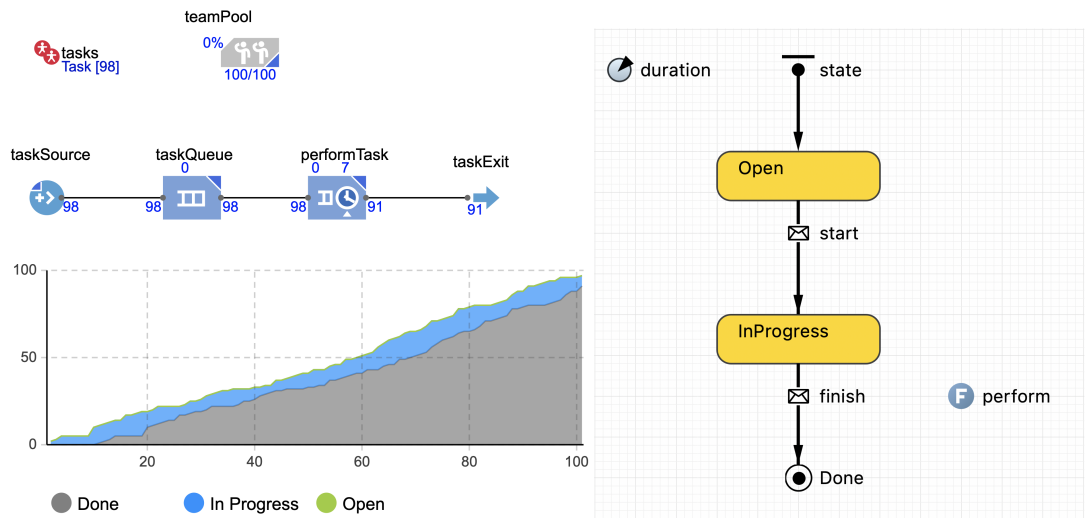 teamPool
tasks
Task [98]
0%
100/100
taskSource
taskQueue
performTask
taskExit
0
0 7
98
98
98
98
91
91
100
50
0
20
40
60
80
100
Done
In Progress
Open
duration
state
Open
start
InProgress
finish
F perform
Done